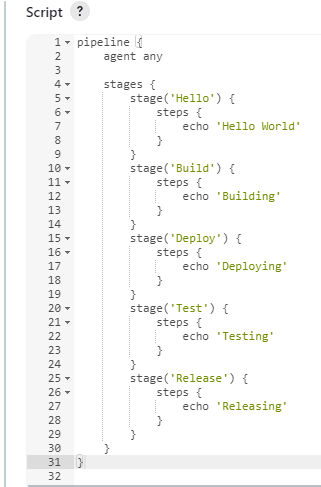 Script ?
1 pipeline {
2     agent any
3
4     stages {
5         stage('Hello') {
6             steps {
7                 echo 'Hello World'
8             }
9         }
10         stage('Build') {
11             steps {
12                 echo 'Building'
13             }
14         }
15         stage('Deploy') {
16             steps {
17                 echo 'Deploying'
18             }
19         }
20         stage('Test') {
21             steps {
22                 echo 'Testing'
23             }
24         }
25         stage('Release') {
26             steps {
27                 echo 'Releasing'
28             }
29         }
30     }
31 }
32